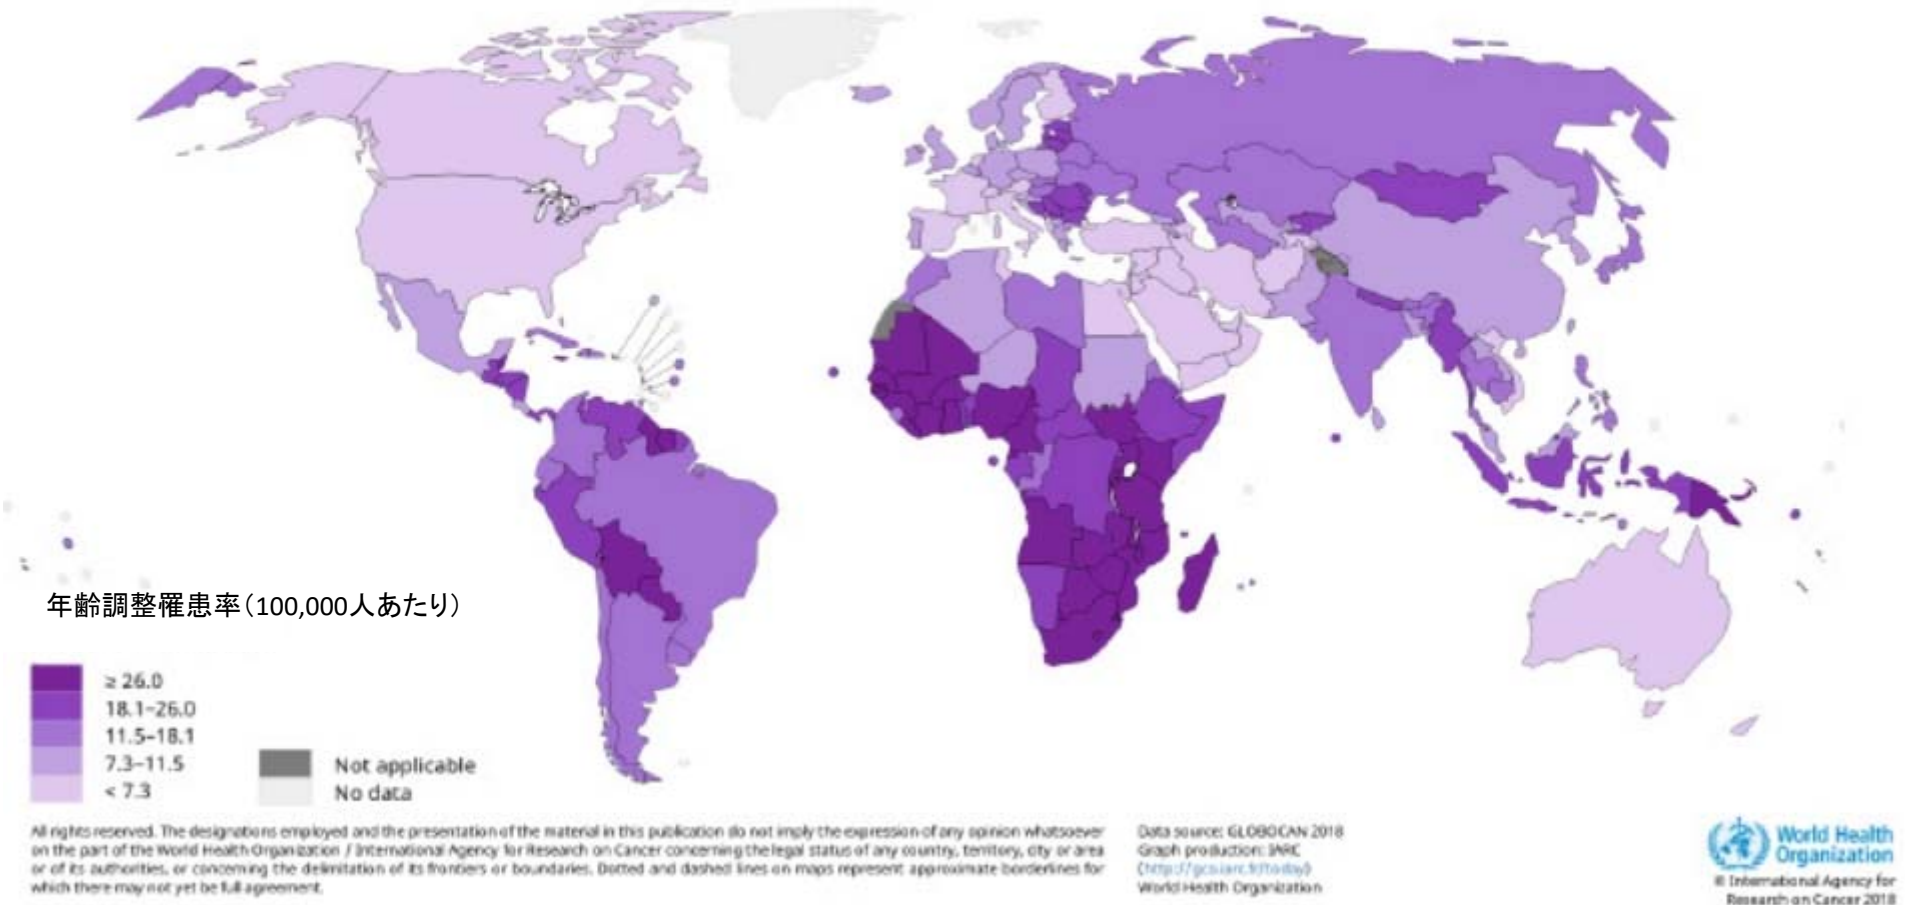 年齢調整罹患率(100,000人あたり)
≥ 26.0
18.1–26.0
11.5–18.1
7.3–11.5
< 7.3
Not applicable
No data
All rights reserved. The designations employed and the presentation of the material in this publication do not imply the expression of any opinion whatsoever
on the part of the World Health Organization / International Agency for Research on Cancer concerning the legal status of any country, territory, city or area
or of its authorities, or concerning the delimitation of its frontiers or boundaries. Dotted and dashed lines on maps represent approximate borderlines for
which there may not yet be full agreement.
Data source: GLOBOCAN 2018
Graph production: IARC
(http://gco.iarc.fr/today)
World Health Organization
World Health
Organization
© International Agency for
Research on Cancer 2018